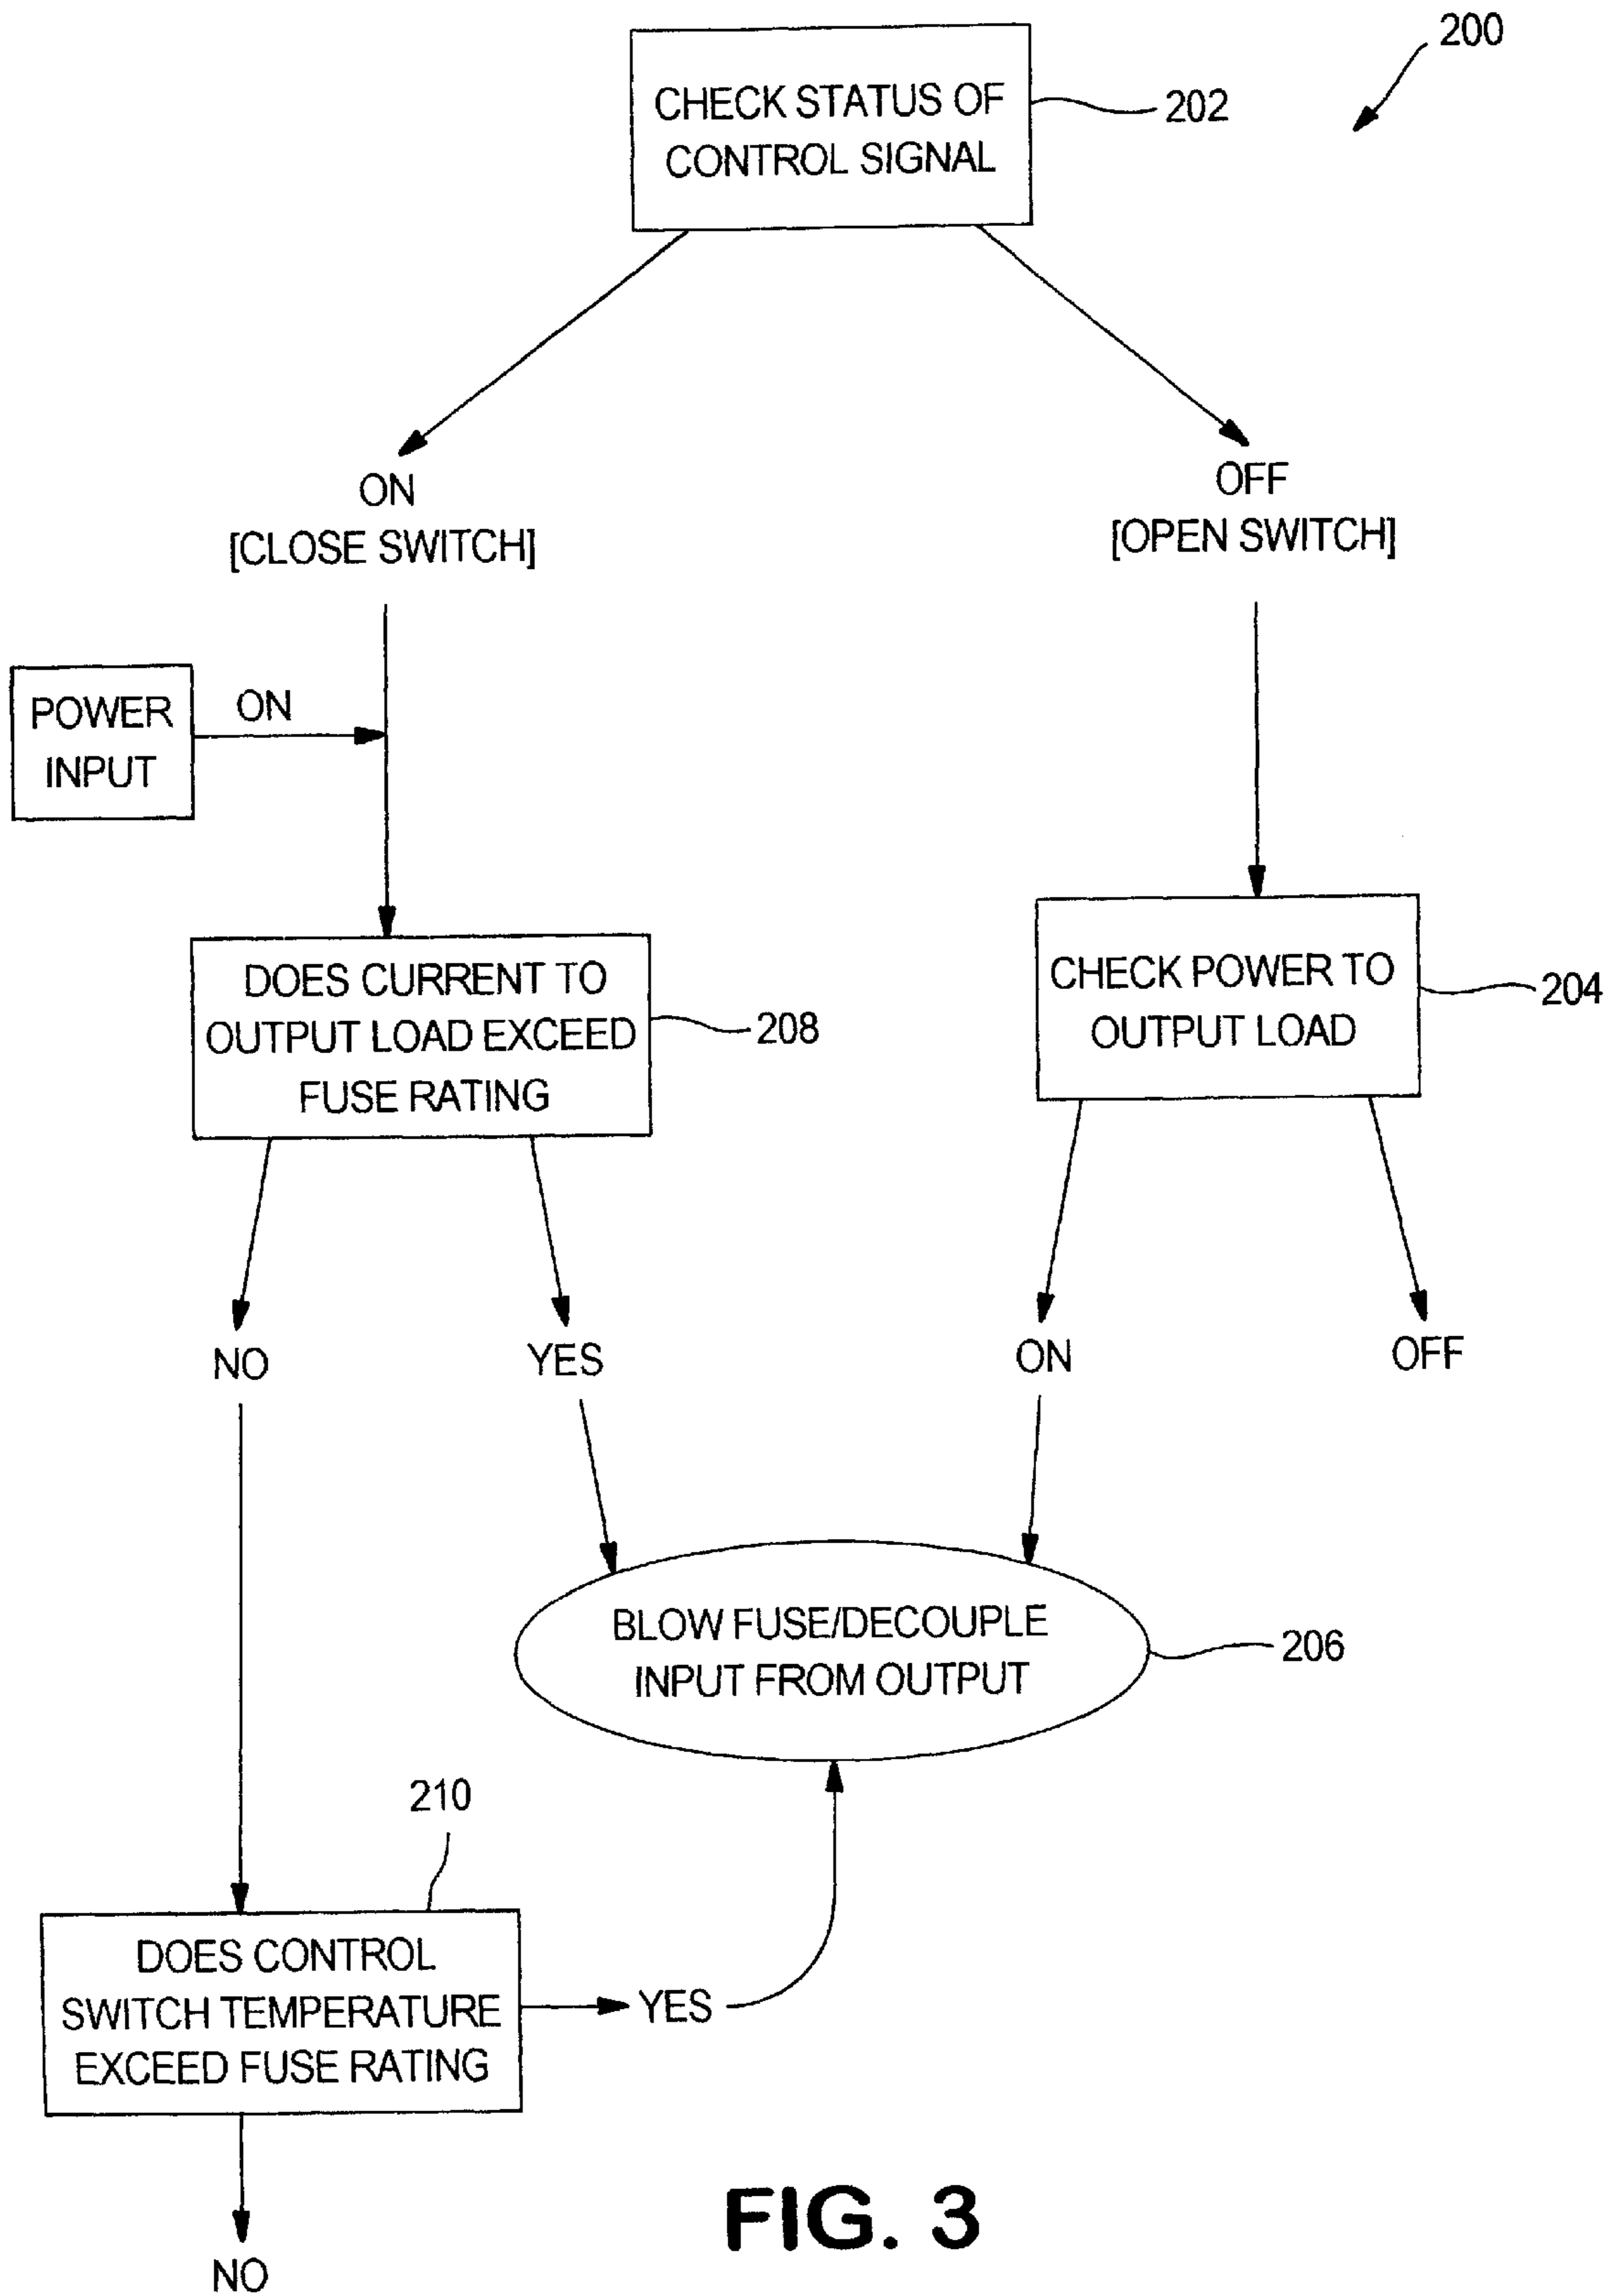 200
CHECK STATUS OF
CONTROL SIGNAL
202
ON
[CLOSE SWITCH]
OFF
[OPEN SWITCH]
POWER
INPUT
ON
DOES CURRENT TO
OUTPUT LOAD EXCEED
FUSE RATING
208
CHECK POWER TO
OUTPUT LOAD
204
NO
YES
ON
OFF
BLOW FUSE/DECOUPLE
INPUT FROM OUTPUT
206
210
DOES CONTROL
SWITCH TEMPERATURE
EXCEED FUSE RATING
YES
NO
FIG. 3